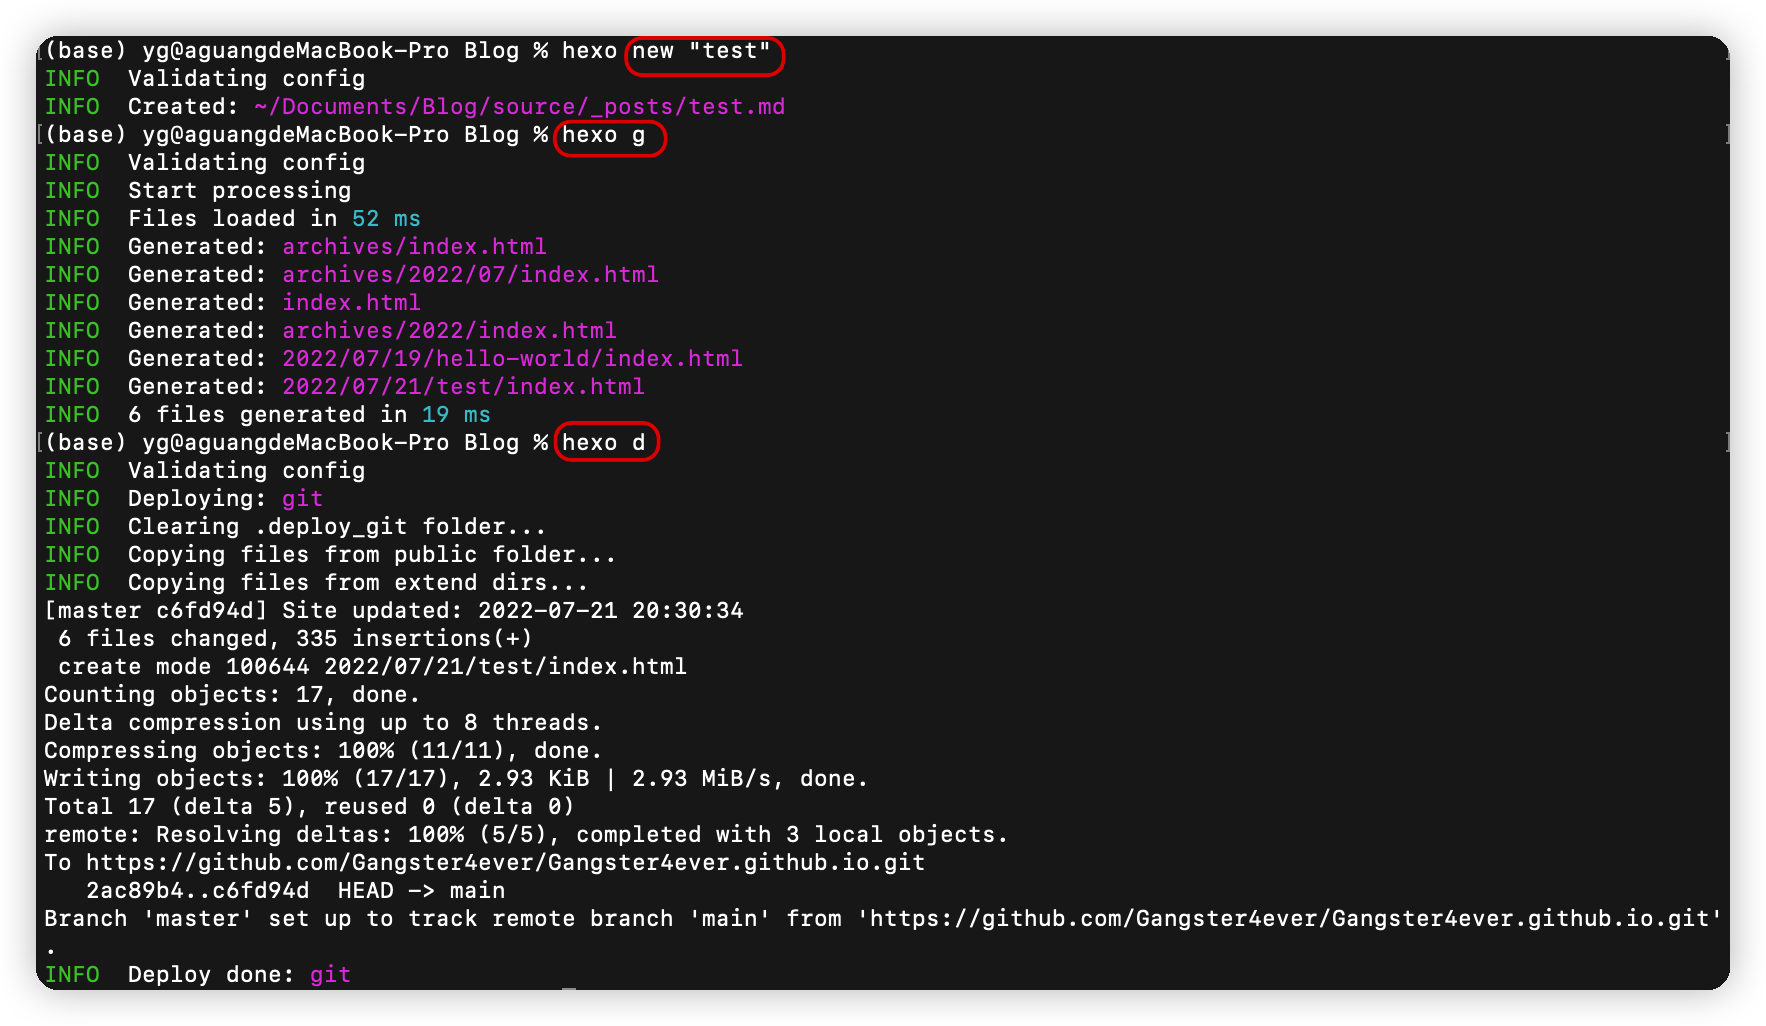 [(base) yg@aguangdeMacBook-Pro Blog % hexo new "test" ]
INFO  Validating config
INFO  Created: ~/Documents/Blog/source/_posts/test.md
[(base) yg@aguangdeMacBook-Pro Blog % hexo g ]
INFO  Validating config
INFO  Start processing
INFO  Files loaded in 52 ms
INFO  Generated: archives/index.html
INFO  Generated: archives/2022/07/index.html
INFO  Generated: index.html
INFO  Generated: archives/2022/index.html
INFO  Generated: 2022/07/19/hello-world/index.html
INFO  Generated: 2022/07/21/test/index.html
INFO  6 files generated in 19 ms
[(base) yg@aguangdeMacBook-Pro Blog % hexo d ]
INFO  Validating config
INFO  Deploying: git
INFO  Clearing .deploy_git folder...
INFO  Copying files from public folder...
INFO  Copying files from extend dirs...
[master c6fd94d] Site updated: 2022-07-21 20:30:34
 6 files changed, 335 insertions(+)
 create mode 100644 2022/07/21/test/index.html
Counting objects: 17, done.
Delta compression using up to 8 threads.
Compressing objects: 100% (11/11), done.
Writing objects: 100% (17/17), 2.93 KiB | 2.93 MiB/s, done.
Total 17 (delta 5), reused 0 (delta 0)
remote: Resolving deltas: 100% (5/5), completed with 3 local objects.
To https://github.com/Gangster4ever/Gangster4ever.github.io.git
   2ac89b4..c6fd94d  HEAD -> main
Branch 'master' set up to track remote branch 'main' from 'https://github.com/Gangster4ever/Gangster4ever.github.io.git'
.
INFO  Deploy done: git